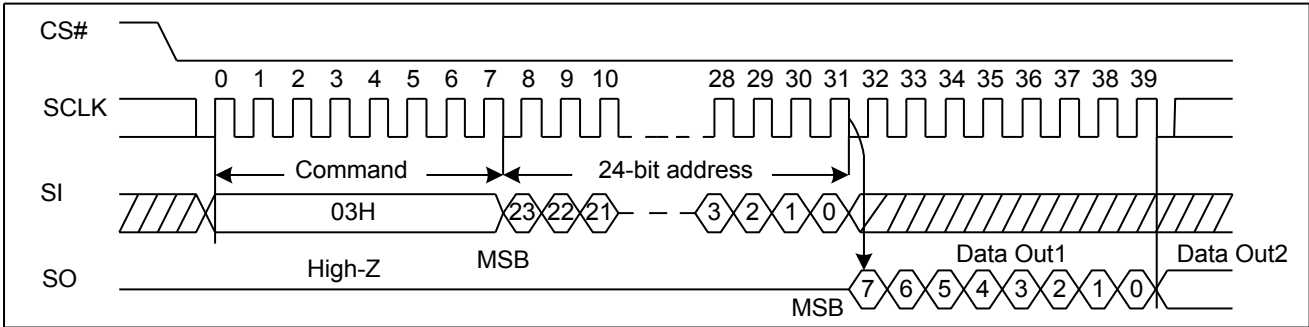 CS#
0 1 2 3 4 5 6 7 8 9 10 28 29 30 31 32 33 34 35 36 37 38 39
SCLK
Command 24-bit address
SI
03H 23 22 21 3 2 1 0
High-Z MSB Data Out1 Data Out2
SO
MSB 7 6 5 4 3 2 1 0